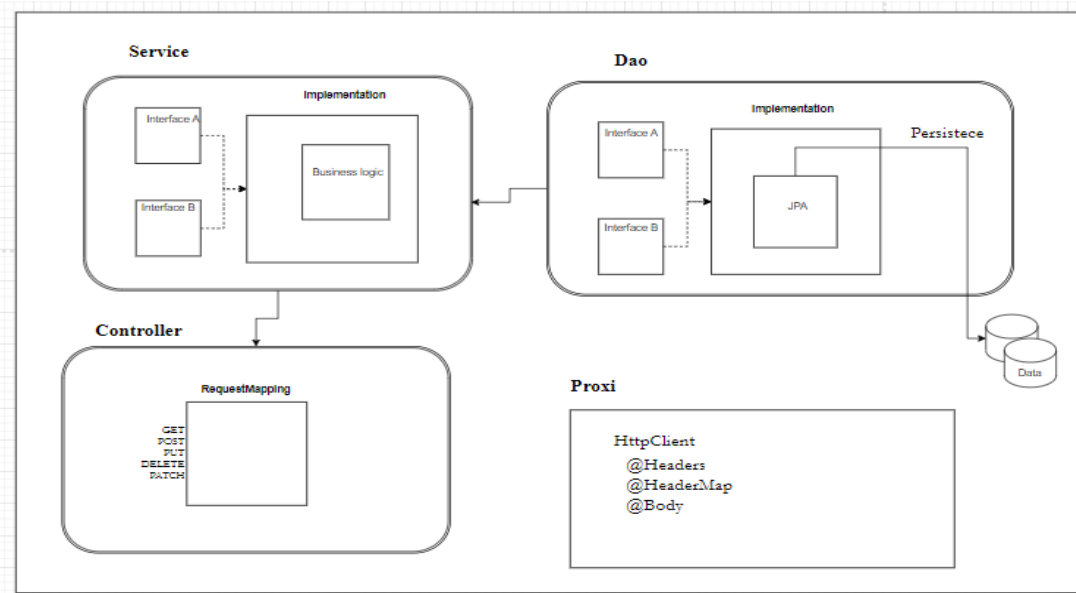 Service
Implementation
Interface A
Business logic
Interface B
Dao
Implementation
Interface A
Persistece
JPA
Interface B
Data
Controller
RequestMapping
GET
POST
PUT
DELETE
PATCH
Proxi
HttpClient
@Headers
@HeaderMap
@Body